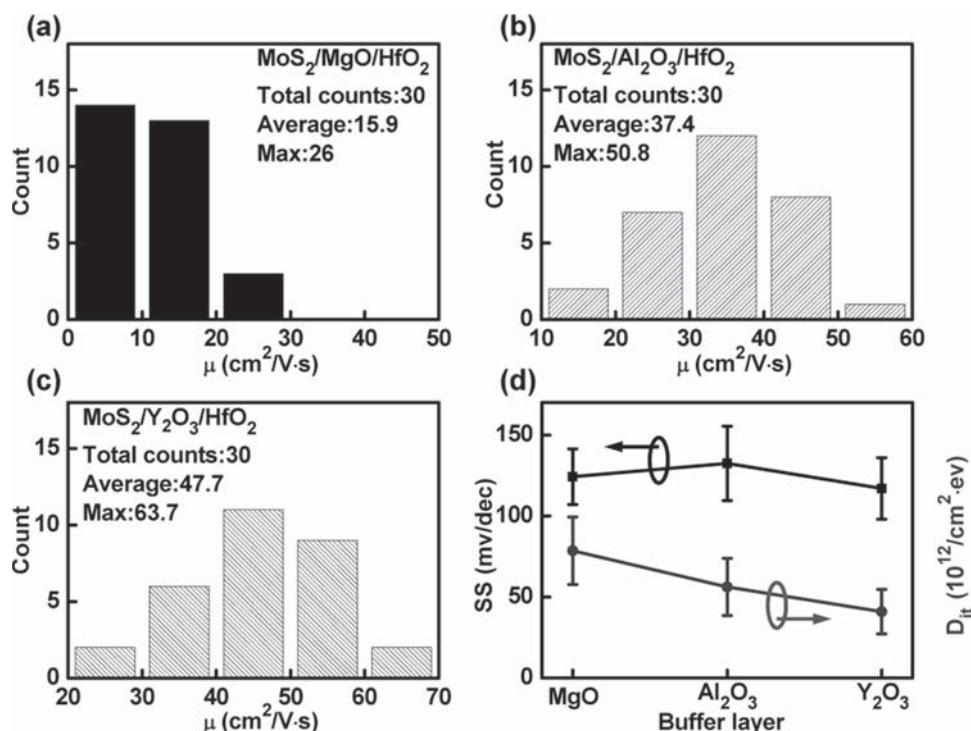 (a)
MoS₂/MgO/HfO₂
Total counts:30
Average:15.9
Max:26
Count
15
10
5
0
0 10 20 30 40 50
μ (cm²/V·s)
(b)
MoS₂/Al₂O₃/HfO₂
Total counts:30
Average:37.4
Max:50.8
Count
15
10
5
0
10 20 30 40 50 60
μ (cm²/V·s)
(c)
MoS₂/Y₂O₃/HfO₂
Total counts:30
Average:47.7
Max:63.7
Count
15
10
5
0
20 30 40 50 60 70
μ (cm²/V·s)
(d)
SS (mv/dec)
150
100
50
0
MgO Al₂O₃ Y₂O₃
Buffer layer
Dᵢₜ (10¹²/cm²·ev)